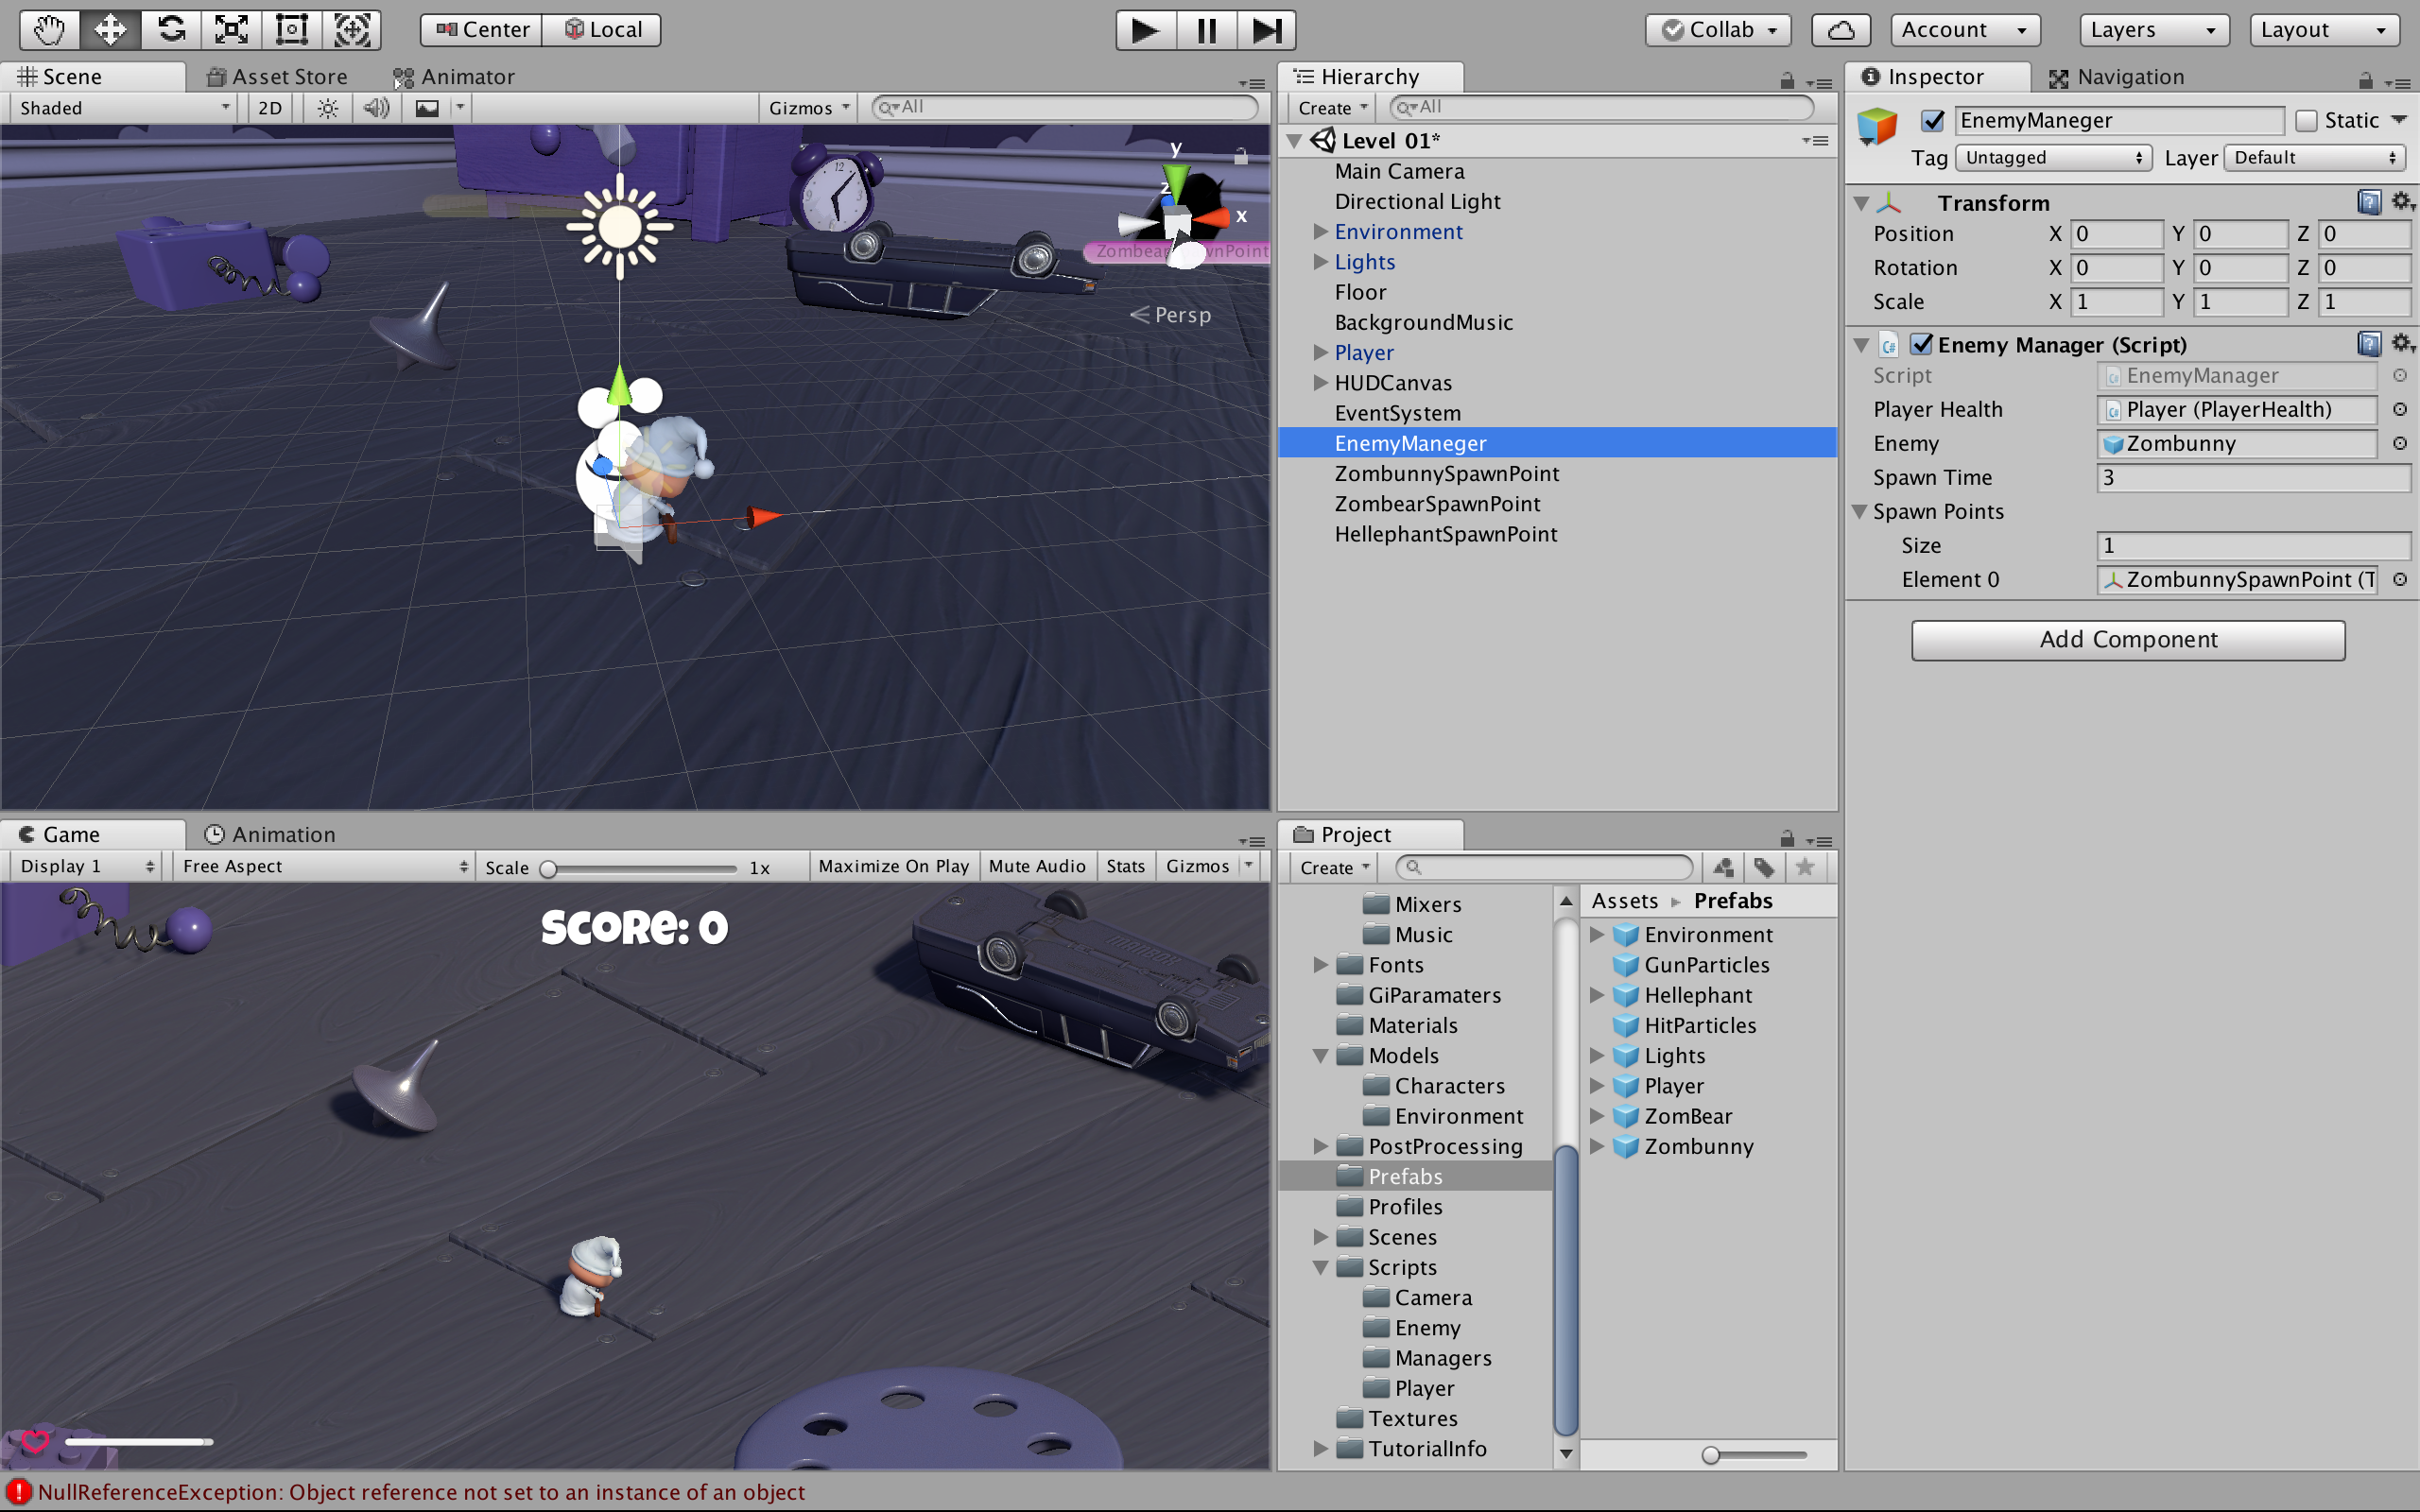 Center Local Collab Account Layers Layout
Scene Asset Store Animator
Shaded 2D Gizmos All
y
z
x
Persp
12
Hierarchy
Create All
Level 01*
Main Camera
Directional Light
Environment
Lights
Floor
BackgroundMusic
Player
HUDCanvas
EventSystem
EnemyManeger
ZombunnySpawnPoint
ZombearSpawnPoint
HellephantSpawnPoint
Inspector Navigation
EnemyManeger Static
Tag Untagged Layer Default
Transform
Position X 0 Y 0 Z 0
Rotation X 0 Y 0 Z 0
Scale X 1 Y 1 Z 1
C# Enemy Manager (Script)
Script EnemyManager
Player Health Player (PlayerHealth)
Enemy Zombunny
Spawn Time 3
Spawn Points
Size 1
Element 0 ZombunnySpawnPoint (T
Add Component
Game Animation
Display 1 Free Aspect Scale 1x Maximize On Play Mute Audio Stats Gizmos
SCORE: 0
Project
Create
Mixers
Music
Fonts
GiParamaters
Materials
Models
Characters
Environment
PostProcessing
Prefabs
Profiles
Scenes
Scripts
Camera
Enemy
Managers
Player
Textures
TutorialInfo
Assets Prefabs
Environment
GunParticles
Hellephant
HitParticles
Lights
Player
ZomBear
Zombunny
NullReferenceException: Object reference not set to an instance of an object